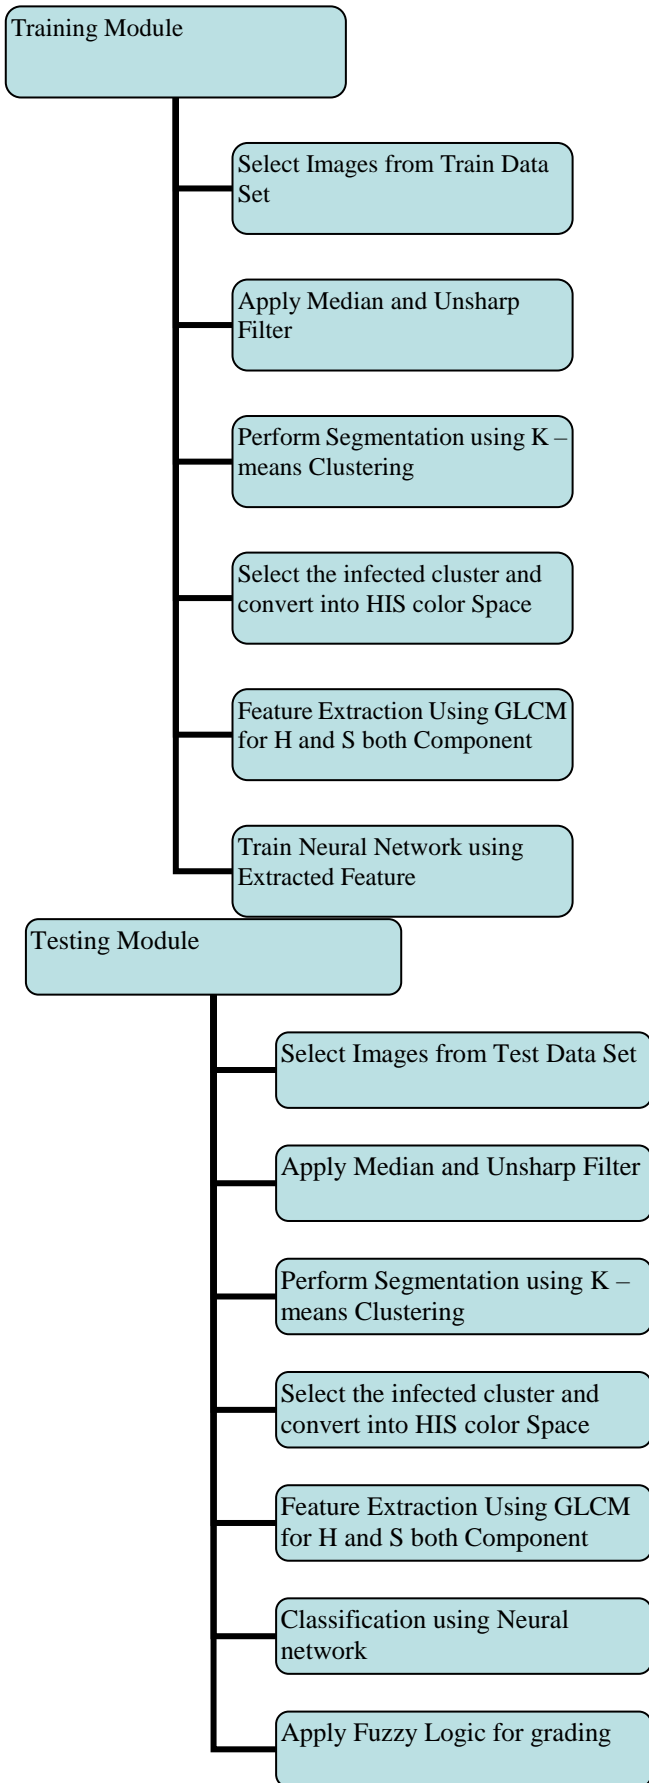 Training Module
Select Images from Train Data
Set
Apply Median and Unsharp
Filter
Perform Segmentation using K –
means Clustering
Select the infected cluster and
convert into HIS color Space
Feature Extraction Using GLCM
for H and S both Component
Train Neural Network using
Extracted Feature
Testing Module
Select Images from Test Data Set
Apply Median and Unsharp Filter
Perform Segmentation using K –
means Clustering
Select the infected cluster and
convert into HIS color Space
Feature Extraction Using GLCM
for H and S both Component
Classification using Neural
network
Apply Fuzzy Logic for grading